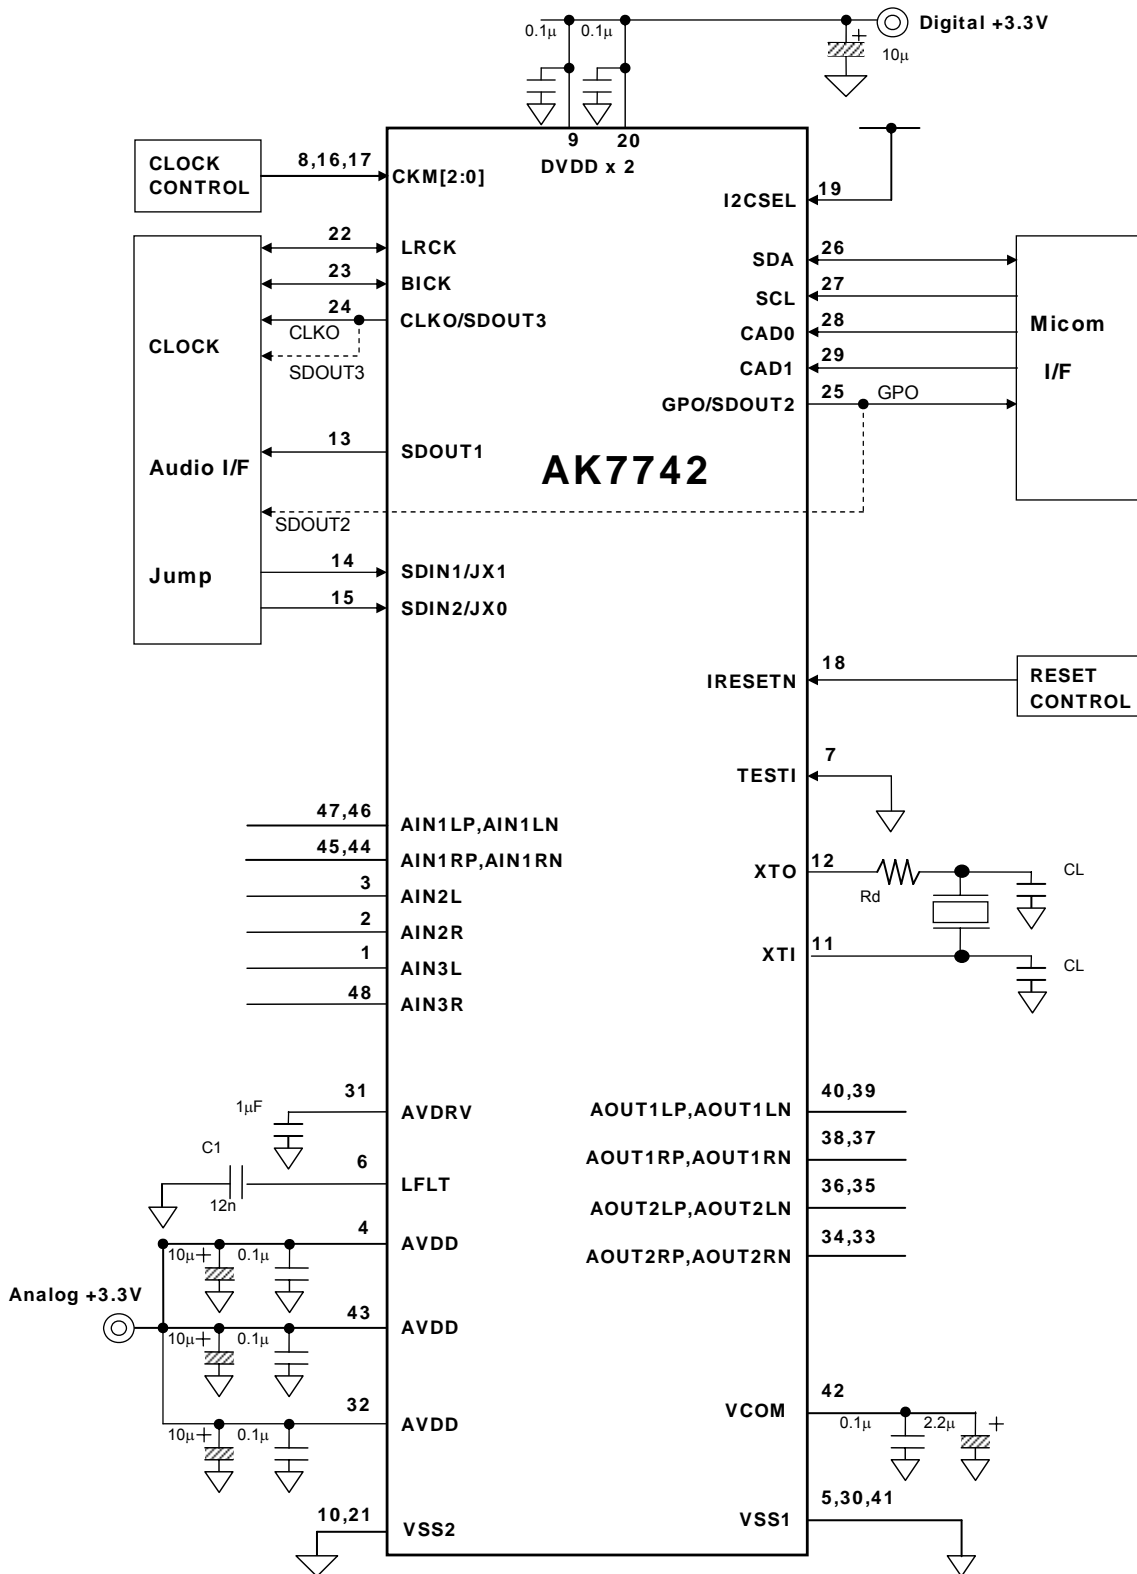 0.1μ 0.1μ Digital +3.3V
10μ
9 20
DVDD x 2
CLOCK
CONTROL
8,16,17
CKM[2:0]
19
I2CSEL
22
LRCK
23
BICK
24
CLKO/SDOUT3
CLKO
SDOUT3
CLOCK
26
SDA
27
SCL
28
CAD0
29
CAD1
25
GPO/SDOUT2
GPO
Micom
I/F
13
SDOUT1
Audio I/F
AK7742
SDOUT2
14
SDIN1/JX1
Jump
15
SDIN2/JX0
18
IRESETN
RESET
CONTROL
7
TESTI
47,46
AIN1LP,AIN1LN
45,44
AIN1RP,AIN1RN
3
AIN2L
2
AIN2R
1
AIN3L
48
AIN3R
12
XTO
Rd
CL
11
XTI
CL
31
1μF
AVDRV
C1
6
LFLT
12n
4
10μ + 0.1μ
AVDD
Analog +3.3V
43
10μ + 0.1μ
AVDD
32
10μ + 0.1μ
AVDD
10,21
VSS2
40,39
AOUT1LP,AOUT1LN
38,37
AOUT1RP,AOUT1RN
36,35
AOUT2LP,AOUT2LN
34,33
AOUT2RP,AOUT2RN
42
VCOM
0.1μ 2.2μ +
5,30,41
VSS1